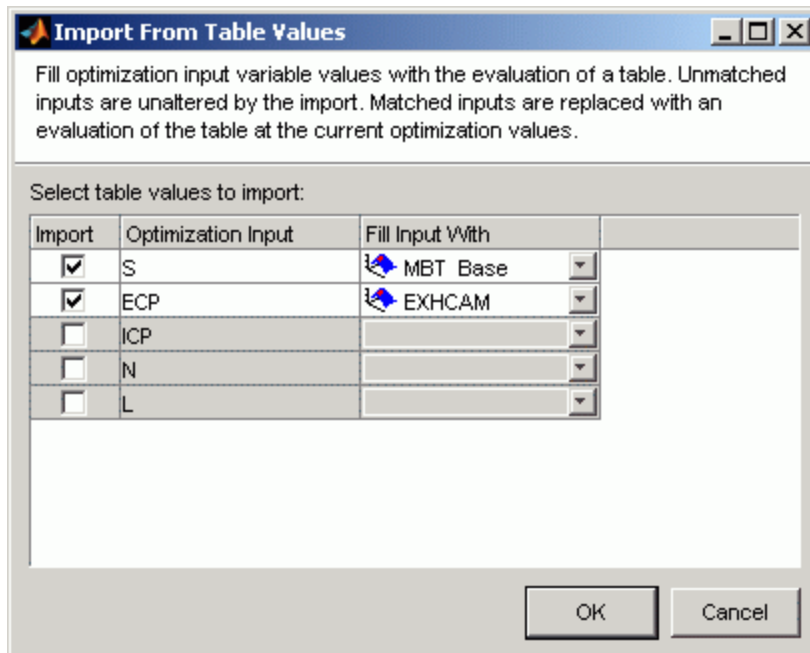 Import From Table Values
Fill optimization input variable values with the evaluation of a table. Unmatched
inputs are unaltered by the import. Matched inputs are replaced with an
evaluation of the table at the current optimization values.
Select table values to import:
Import Optimization Input Fill Input With
S MBT_Base
ECP EXHCAM
ICP
N
L
OK Cancel